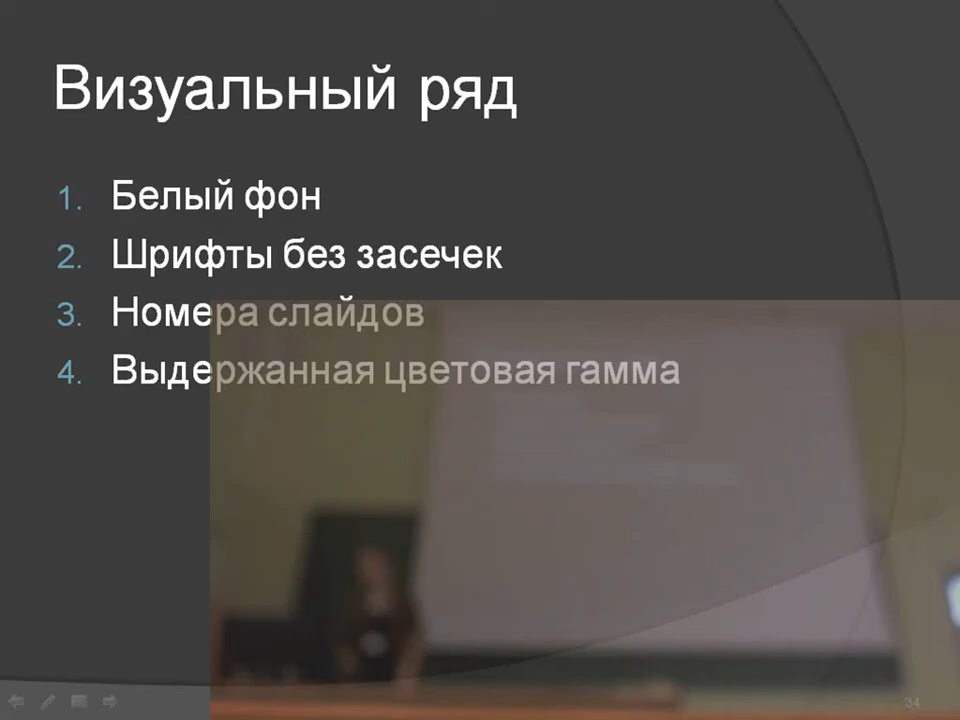 Визуальный ряд
1. Белый фон
2. Шрифты без засечек
3. Номера слайдов
4. Выдержанная цветовая гамма
34